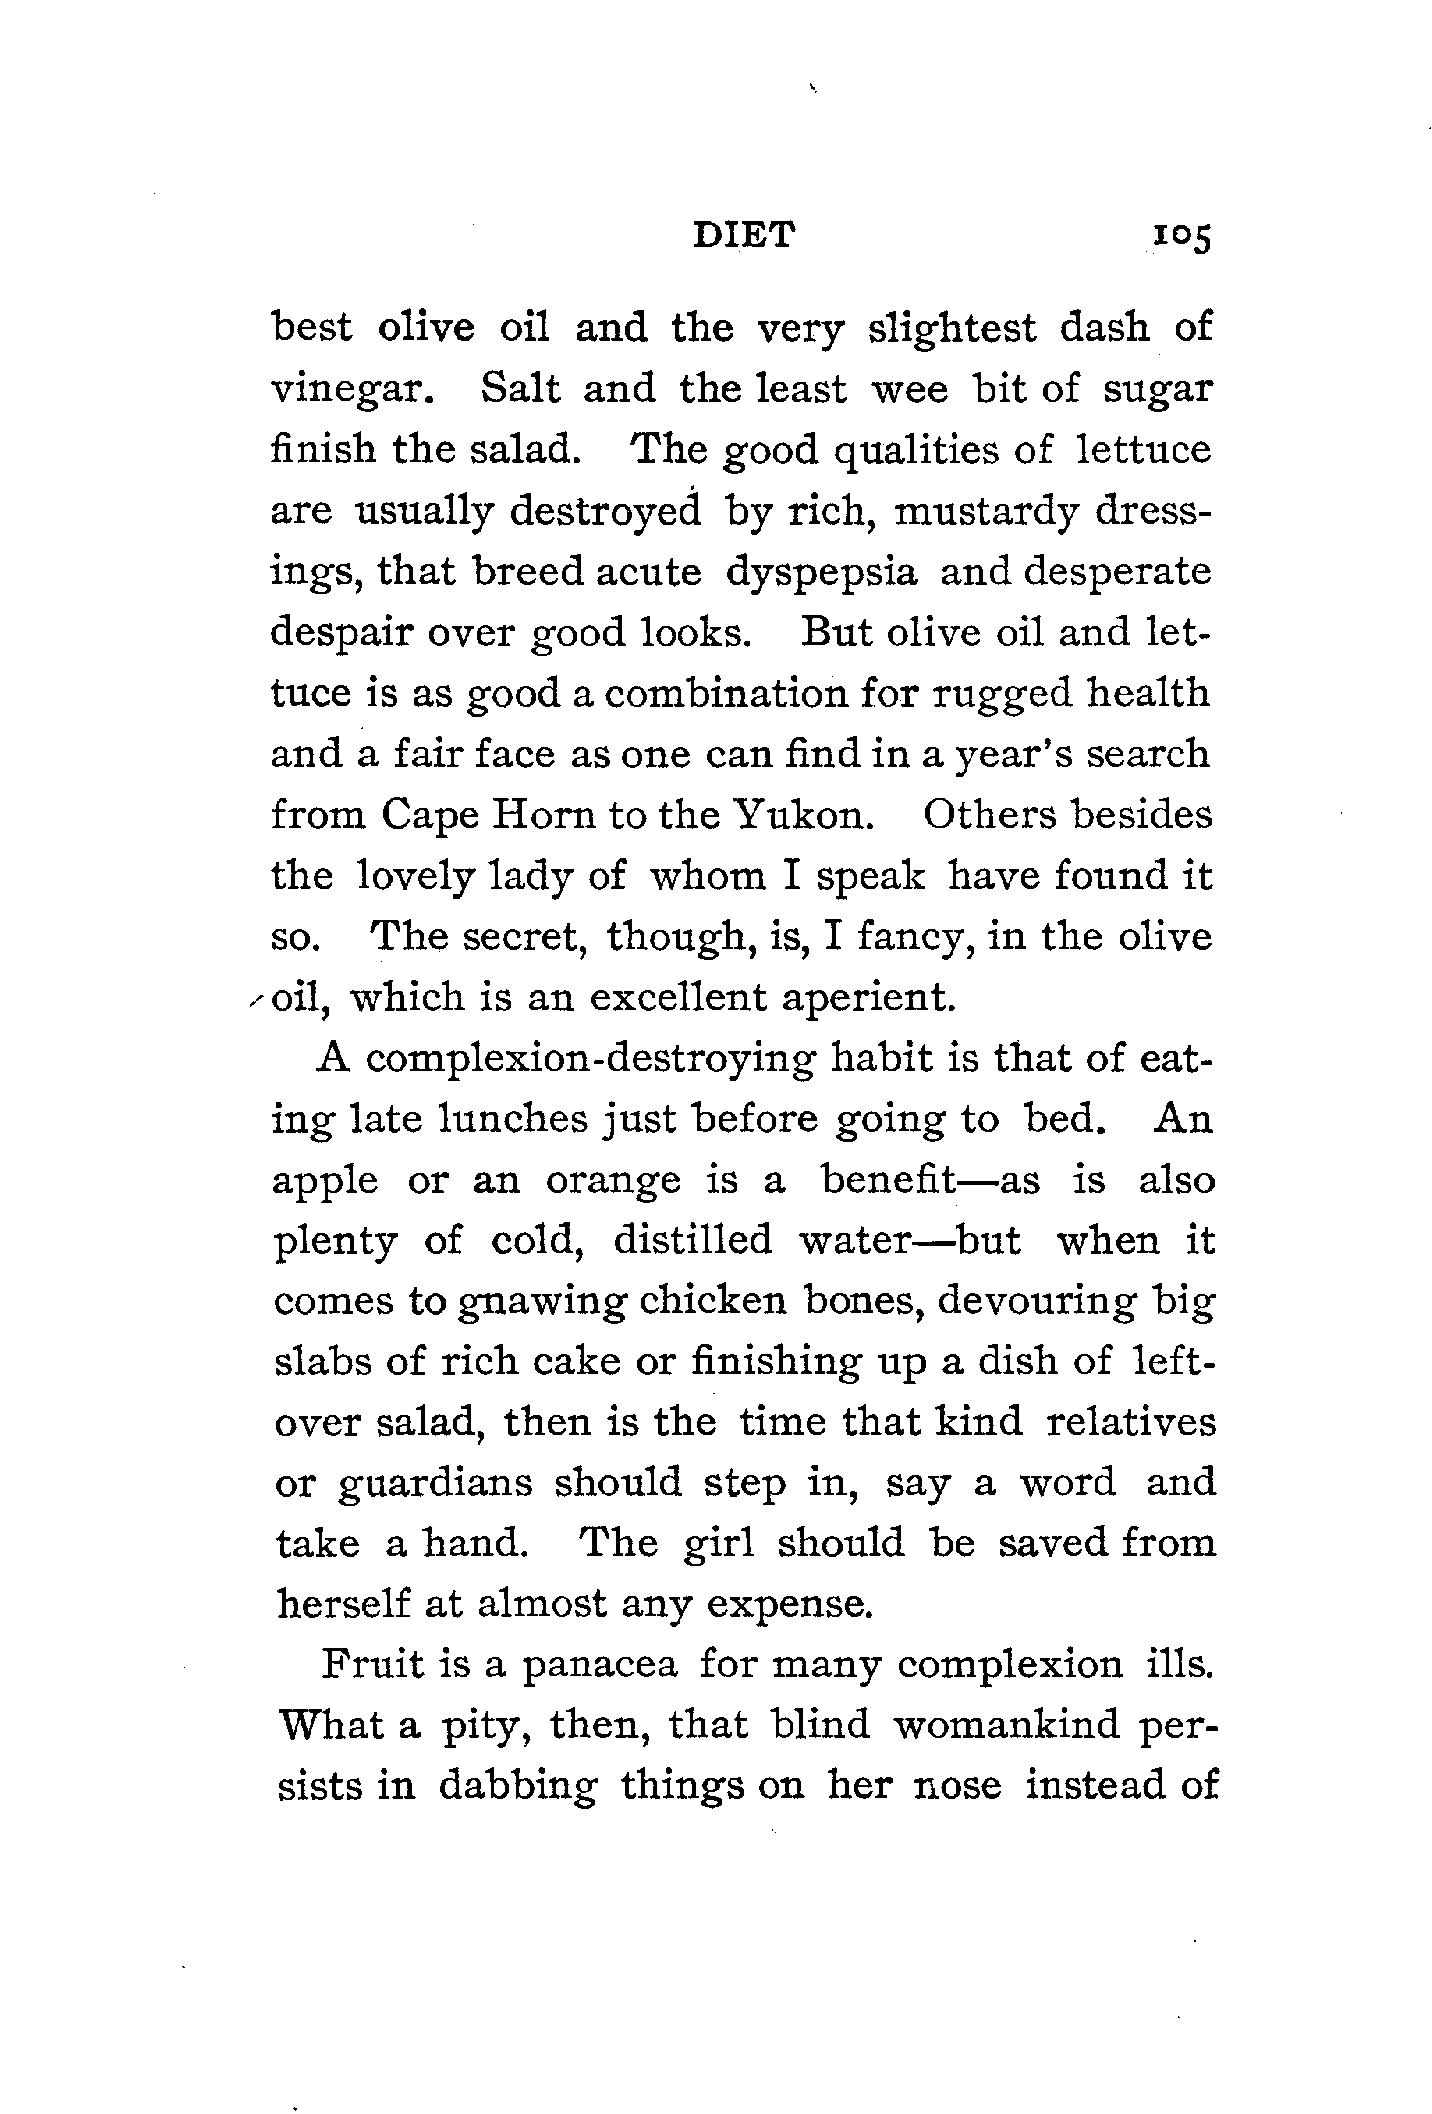 DIET 105
best olive oil and the very slightest dash of
vinegar. Salt and the least wee bit of sugar
finish the salad. The good qualities of lettuce
are usually destroyed by rich, mustardy dress-
ings, that breed acute dyspepsia and desperate
despair over good looks. But olive oil and let-
tuce is as good a combination for rugged health
and a fair face as one can find in a year's search
from Cape Horn to the Yukon. Others besides
the lovely lady of whom I speak have found it
so. The secret, though, is, I fancy, in the olive
oil, which is an excellent aperient.
A complexion-destroying habit is that of eat-
ing late lunches just before going to bed. An
apple or an orange is a benefit—as is also
plenty of cold, distilled water—but when it
comes to gnawing chicken bones, devouring big
slabs of rich cake or finishing up a dish of left-
over salad, then is the time that kind relatives
or guardians should step in, say a word and
take a hand. The girl should be saved from
herself at almost any expense.
Fruit is a panacea for many complexion ills.
What a pity, then, that blind womankind per-
sists in dabbing things on her nose instead of